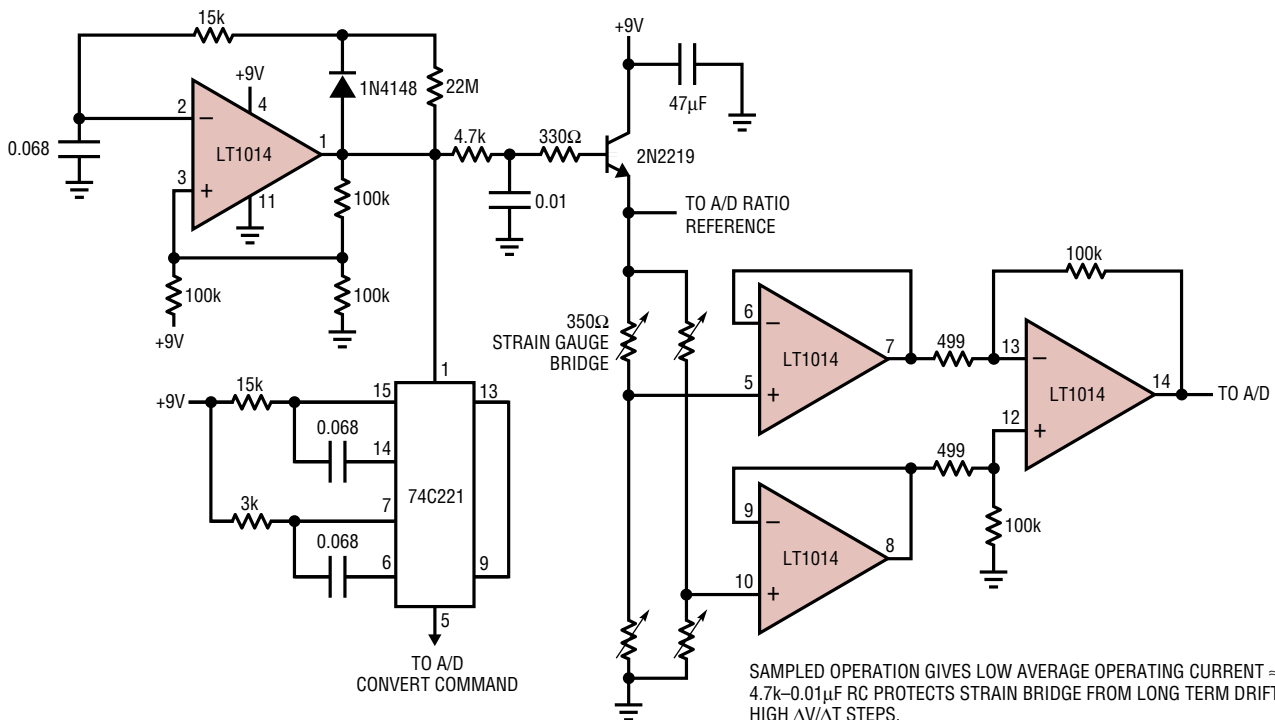 15k
+9V
+9V
1N4148
22M
47µF
2
4
4.7k
330Ω
0.068
LT1014
1
2N2219
3
11
100k
0.01
TO A/D RATIO
REFERENCE
100k
100k
+9V
100k
350Ω
STRAIN GAUGE
BRIDGE
6
7
499
13
LT1014
5
LT1014
14
TO A/D
12
1
15k
15
13
+9V
0.068
14
499
74C221
3k
7
9
0.068
8
100k
6
9
LT1014
10
5
TO A/D
CONVERT COMMAND
SAMPLED OPERATION GIVES LOW AVERAGE OPERATING CURRENT ≈
4.7k–0.01µF RC PROTECTS STRAIN BRIDGE FROM LONG TERM DRIFT
HIGH ∆V/∆T STEPS.